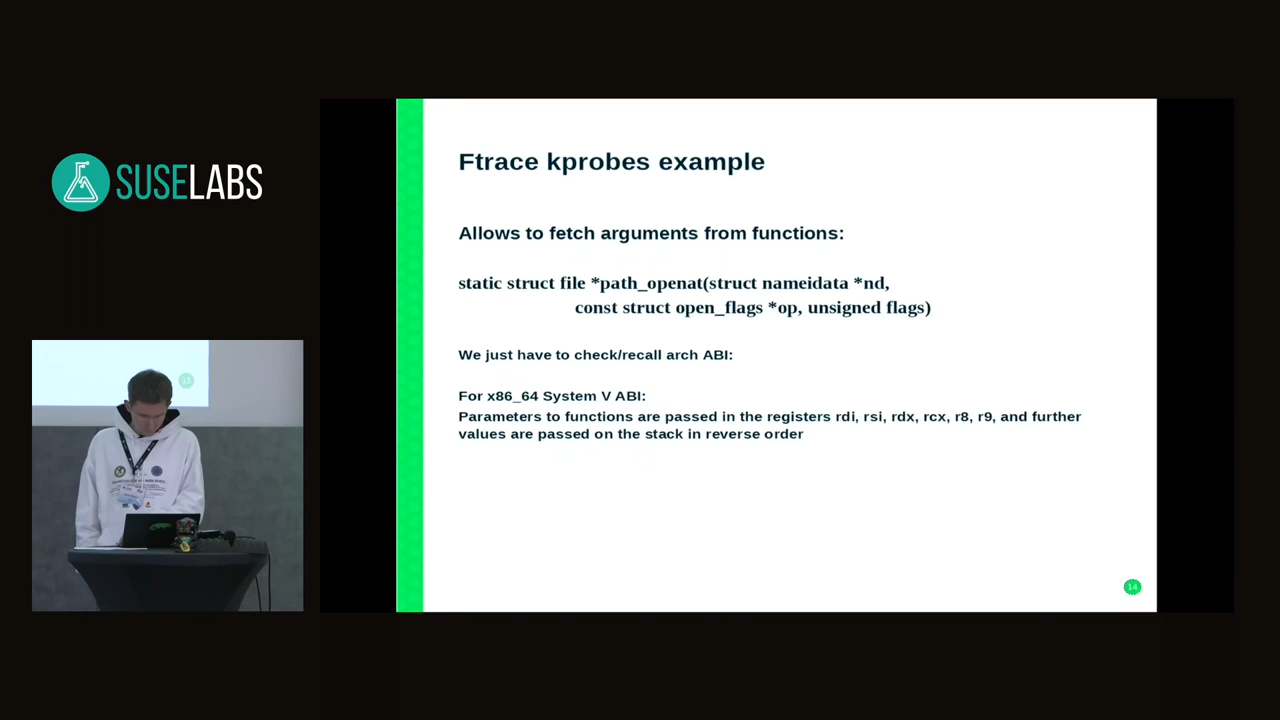 SUSELABS
Ftrace kprobes example
Allows to fetch arguments from functions:
static struct file *path_openat(struct nameidata *nd,
const struct open_flags *op, unsigned flags)
We just have to check/recall arch ABI:
For x86_64 System V ABI:
Parameters to functions are passed in the registers rdi, rsi, rdx, rcx, r8, r9, and further
values are passed on the stack in reverse order
14
13